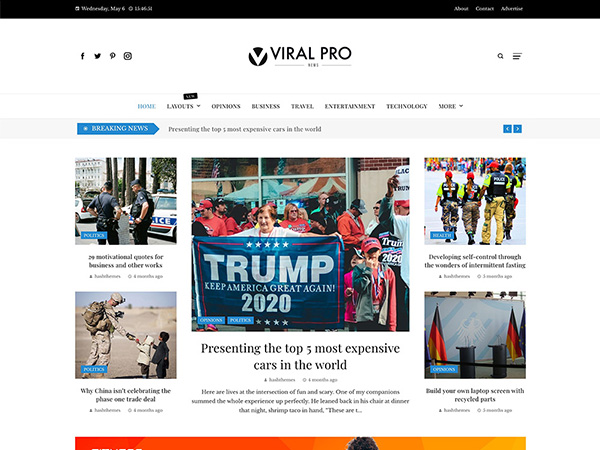 Wednesday, May 6 15:46:51
About Contact Advertise
VIRAL PRO
NEWS
NEW
HOME LAYOUTS OPINIONS BUSINESS TRAVEL ENTERTAINMENT TECHNOLOGY MORE
BREAKING NEWS
Presenting the top 5 most expensive cars in the world
POLICE
POLITICS
29 motivational quotes for
business and other works
hashthemes 4 months ago
POLITICS
Why China isn't celebrating the
phase one trade deal
hashthemes 4 months ago
TRUMP
TRUMP
TRUMP
KEEP AMERICA GREAT AGAIN!
2020
OPINIONS POLITICS
Presenting the top 5 most expensive
cars in the world
hashthemes 4 months ago
Here are lives at the intersection of fun and scary. One of my companions
summed the whole experience up perfectly. He leaned back in his chair at dinner
that night, shrimp taco in hand, "These are t...
POLICE
HEALTH
Developing self-control through
the wonders of intermittent fasting
hashthemes 3 months ago
OPINIONS
Build your own laptop screen with
recycled parts
hashthemes 3 months ago